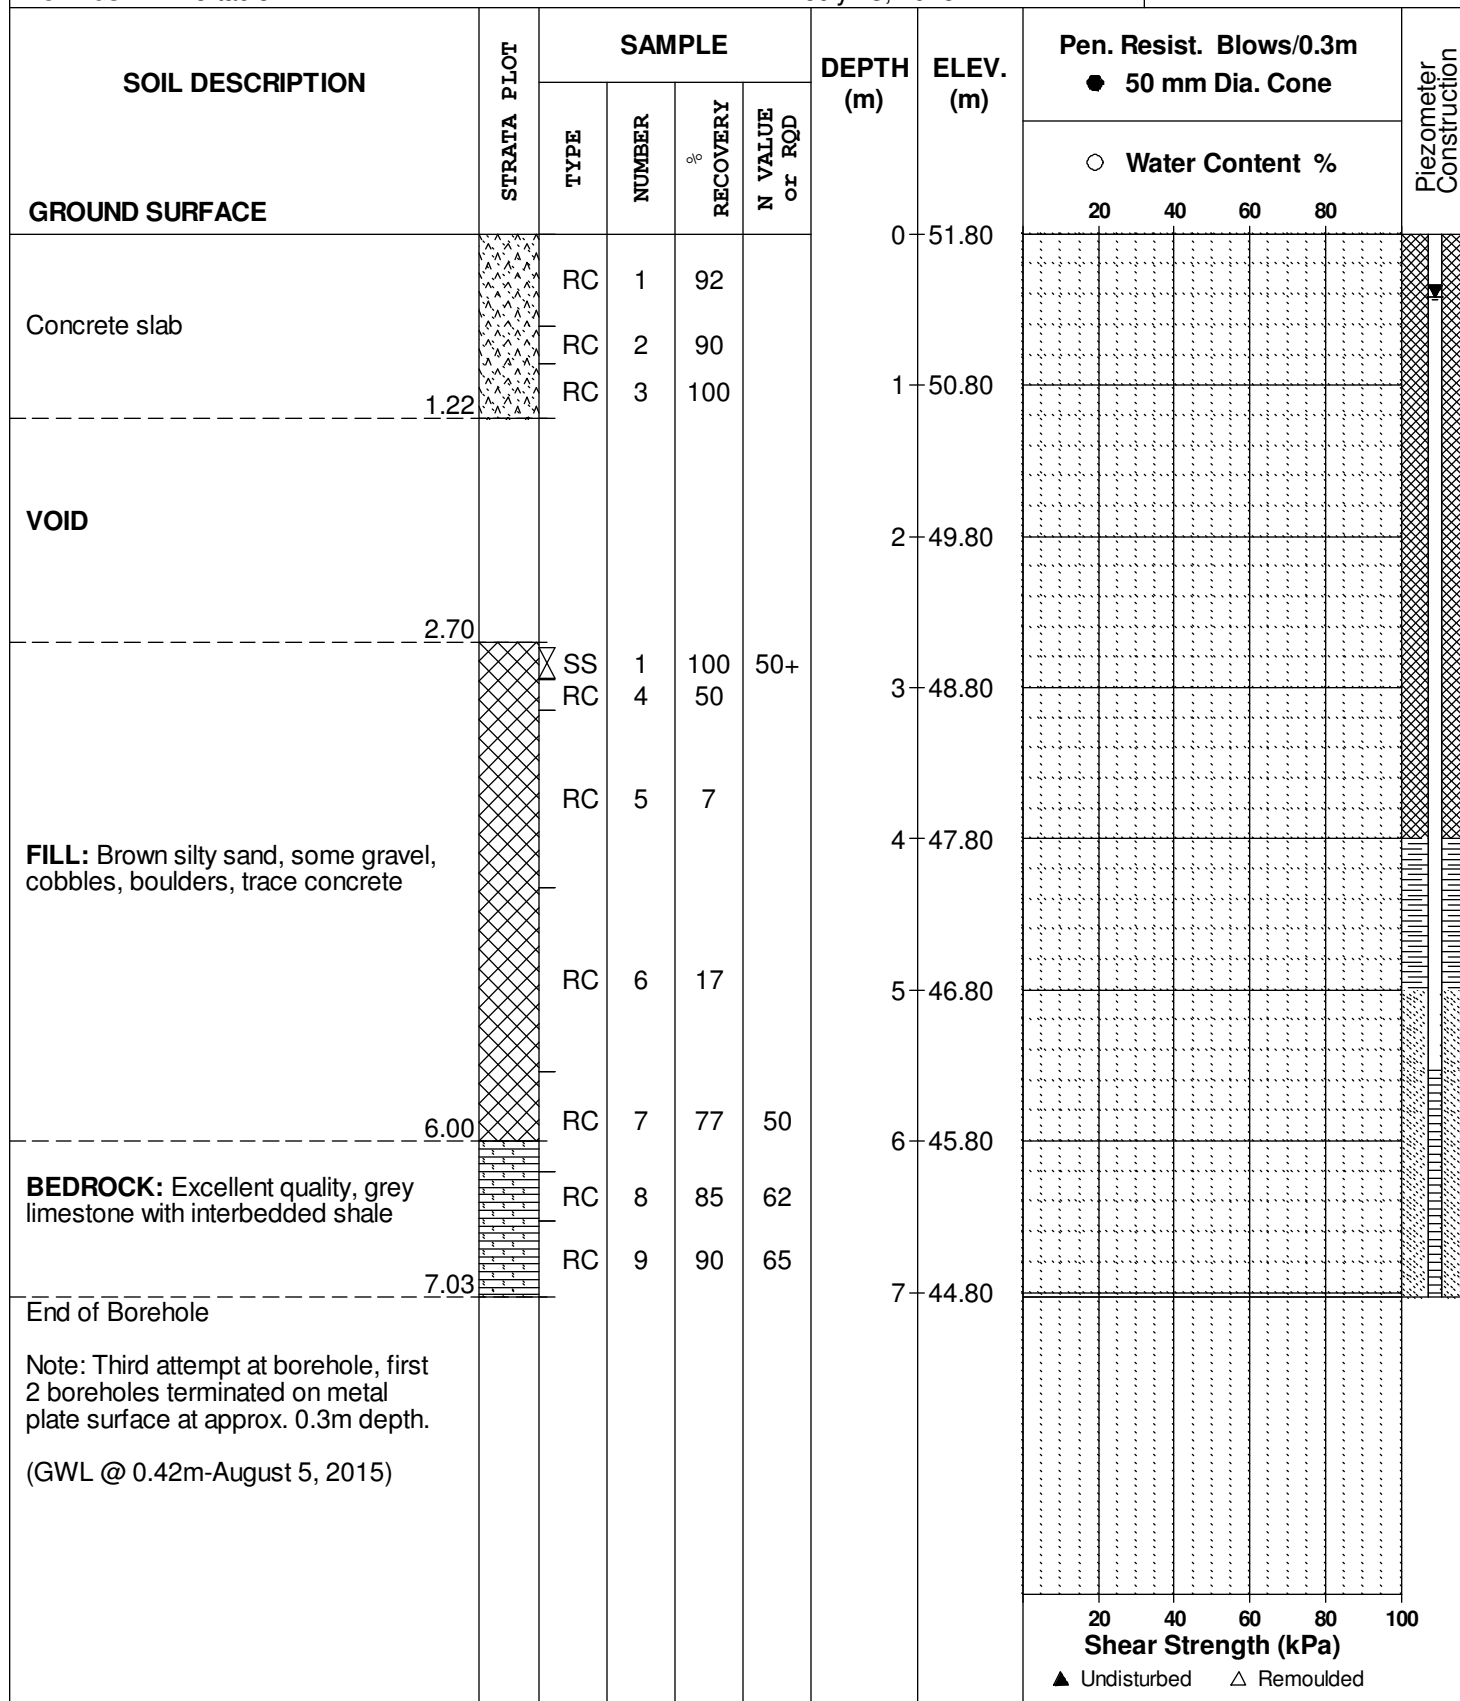 SOIL DESCRIPTION
GROUND SURFACE
STRATA PLOT
SAMPLE
TYPE
NUMBER
% RECOVERY
N VALUE or RQD
DEPTH (m)
ELEV. (m)
Pen. Resist. Blows/0.3m
● 50 mm Dia. Cone
○ Water Content %
20 40 60 80
Piezometer Construction
0 51.80
RC 1 92
Concrete slab
RC 2 90
1 50.80
RC 3 100
1.22
VOID
2 49.80
2.70
SS 1 100 50+
3 48.80
RC 4 50
RC 5 7
4 47.80
FILL: Brown silty sand, some gravel,
cobbles, boulders, trace concrete
RC 6 17
5 46.80
RC 7 77 50
6.00
6 45.80
BEDROCK: Excellent quality, grey
limestone with interbedded shale
RC 8 85 62
RC 9 90 65
7.03
7 44.80
End of Borehole
Note: Third attempt at borehole, first
2 boreholes terminated on metal
plate surface at approx. 0.3m depth.
(GWL @ 0.42m-August 5, 2015)
20 40 60 80 100
Shear Strength (kPa)
▲ Undisturbed △ Remoulded